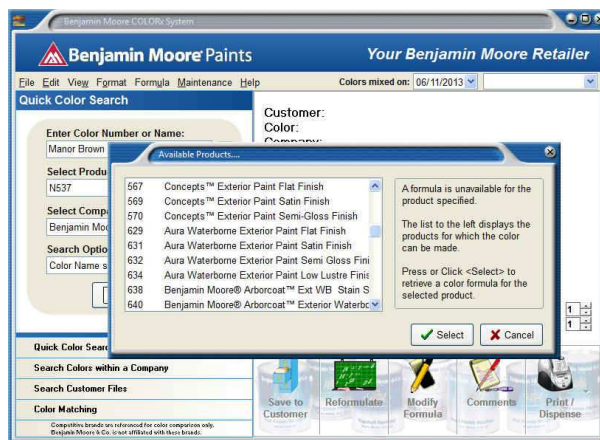 Benjamin Moore COLORx System
Benjamin Moore Paints
Your Benjamin Moore Retailer
File Edit View Format Formula Maintenance Help
Colors mixed on: 06/11/2013
Quick Color Search
Customer:
Color:
Company:
Enter Color Number or Name:
Manor Brown
Select Produ
N537
Select Compa
Benjamin Moo
Search Optio
Color Name s
Available Products....
567 Concepts™ Exterior Paint Flat Finish
569 Concepts™ Exterior Paint Satin Finish
570 Concepts™ Exterior Paint Semi-Gloss Finish
629 Aura Waterborne Exterior Paint Flat Finish
631 Aura Waterborne Exterior Paint Satin Finish
632 Aura Waterborne Exterior Paint Semi Gloss Fini
634 Aura Waterborne Exterior Paint Low Lustre Finis
638 Benjamin Moore® Arborcoat™ Ext WB Stain S
640 Benjamin Moore® Arborcoat™ Exterior Waterbo
A formula is unavailable for the
product specified.
The list to the left displays the
products for which the color
can be made.
Press or Click <Select> to
retrieve a color formula for the
selected product.
Select
Cancel
1
1
Quick Color Sear
Search Colors within a Company
Search Customer Files
Color Matching
Competitive brands are referenced for color comparison only.
Benjamin Moore & Co. is not affiliated with these brands.
Save to
Customer
Reformulate
Modify
Formula
Comments
Print /
Dispense